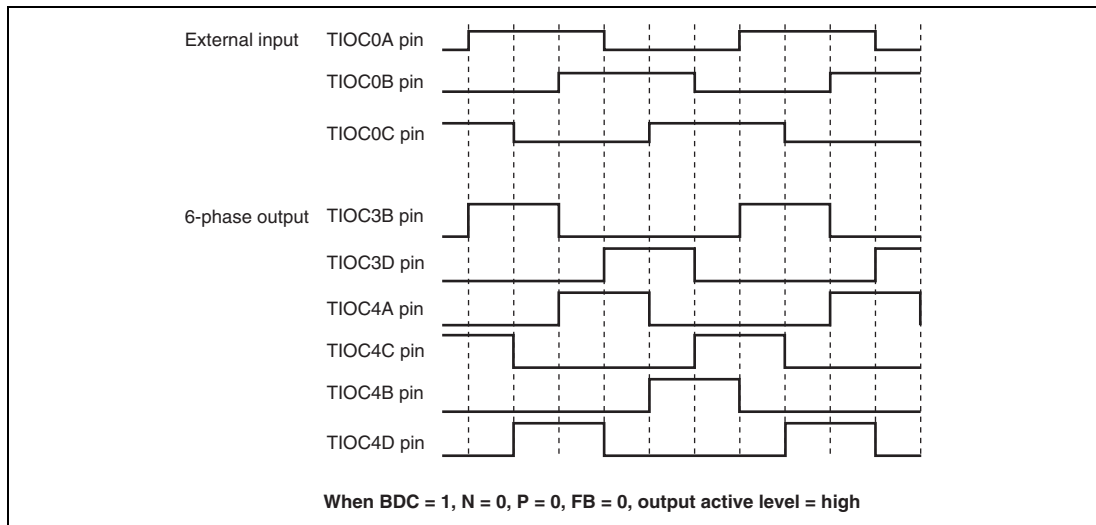 External input TIOC0A pin
TIOC0B pin
TIOC0C pin
6-phase output TIOC3B pin
TIOC3D pin
TIOC4A pin
TIOC4C pin
TIOC4B pin
TIOC4D pin
When BDC = 1, N = 0, P = 0, FB = 0, output active level = high